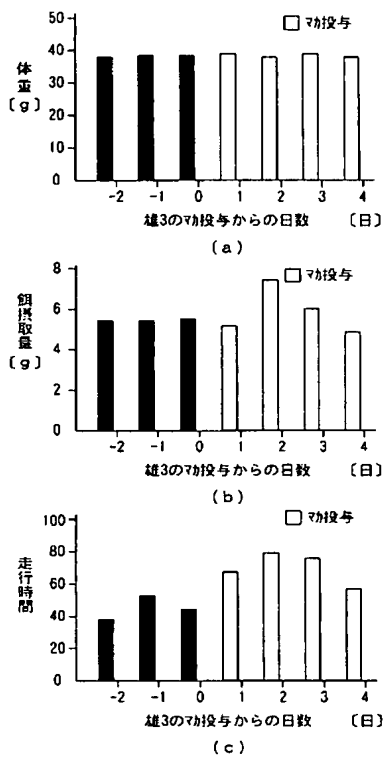 □ﾏｶ投与
50
40
30
20
10
0
体重
〔g〕
-2 -1 0 1 2 3 4
雄3のﾏｶ投与からの日数 〔日〕
(a)
□ﾏｶ投与
8
6
4
2
0
餌摂取量
〔g〕
-2 -1 0 1 2 3 4
雄3のﾏｶ投与からの日数 〔日〕
(b)
□ﾏｶ投与
100
80
60
40
20
0
走行時間
-2 -1 0 1 2 3 4
雄3のﾏｶ投与からの日数 〔日〕
(c)